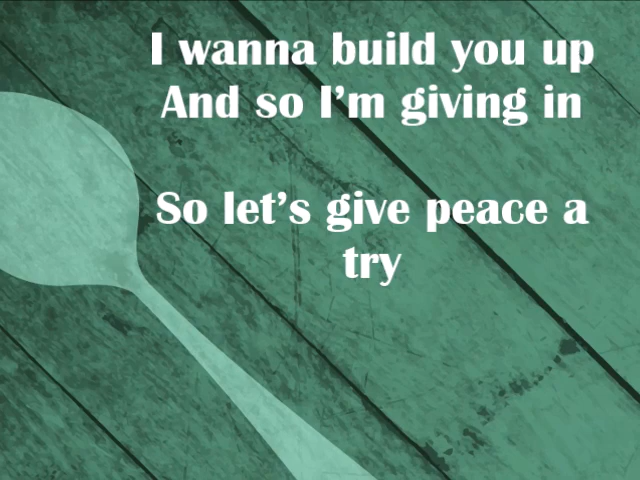 I wanna build you up
And so I’m giving in
So let’s give peace a
try